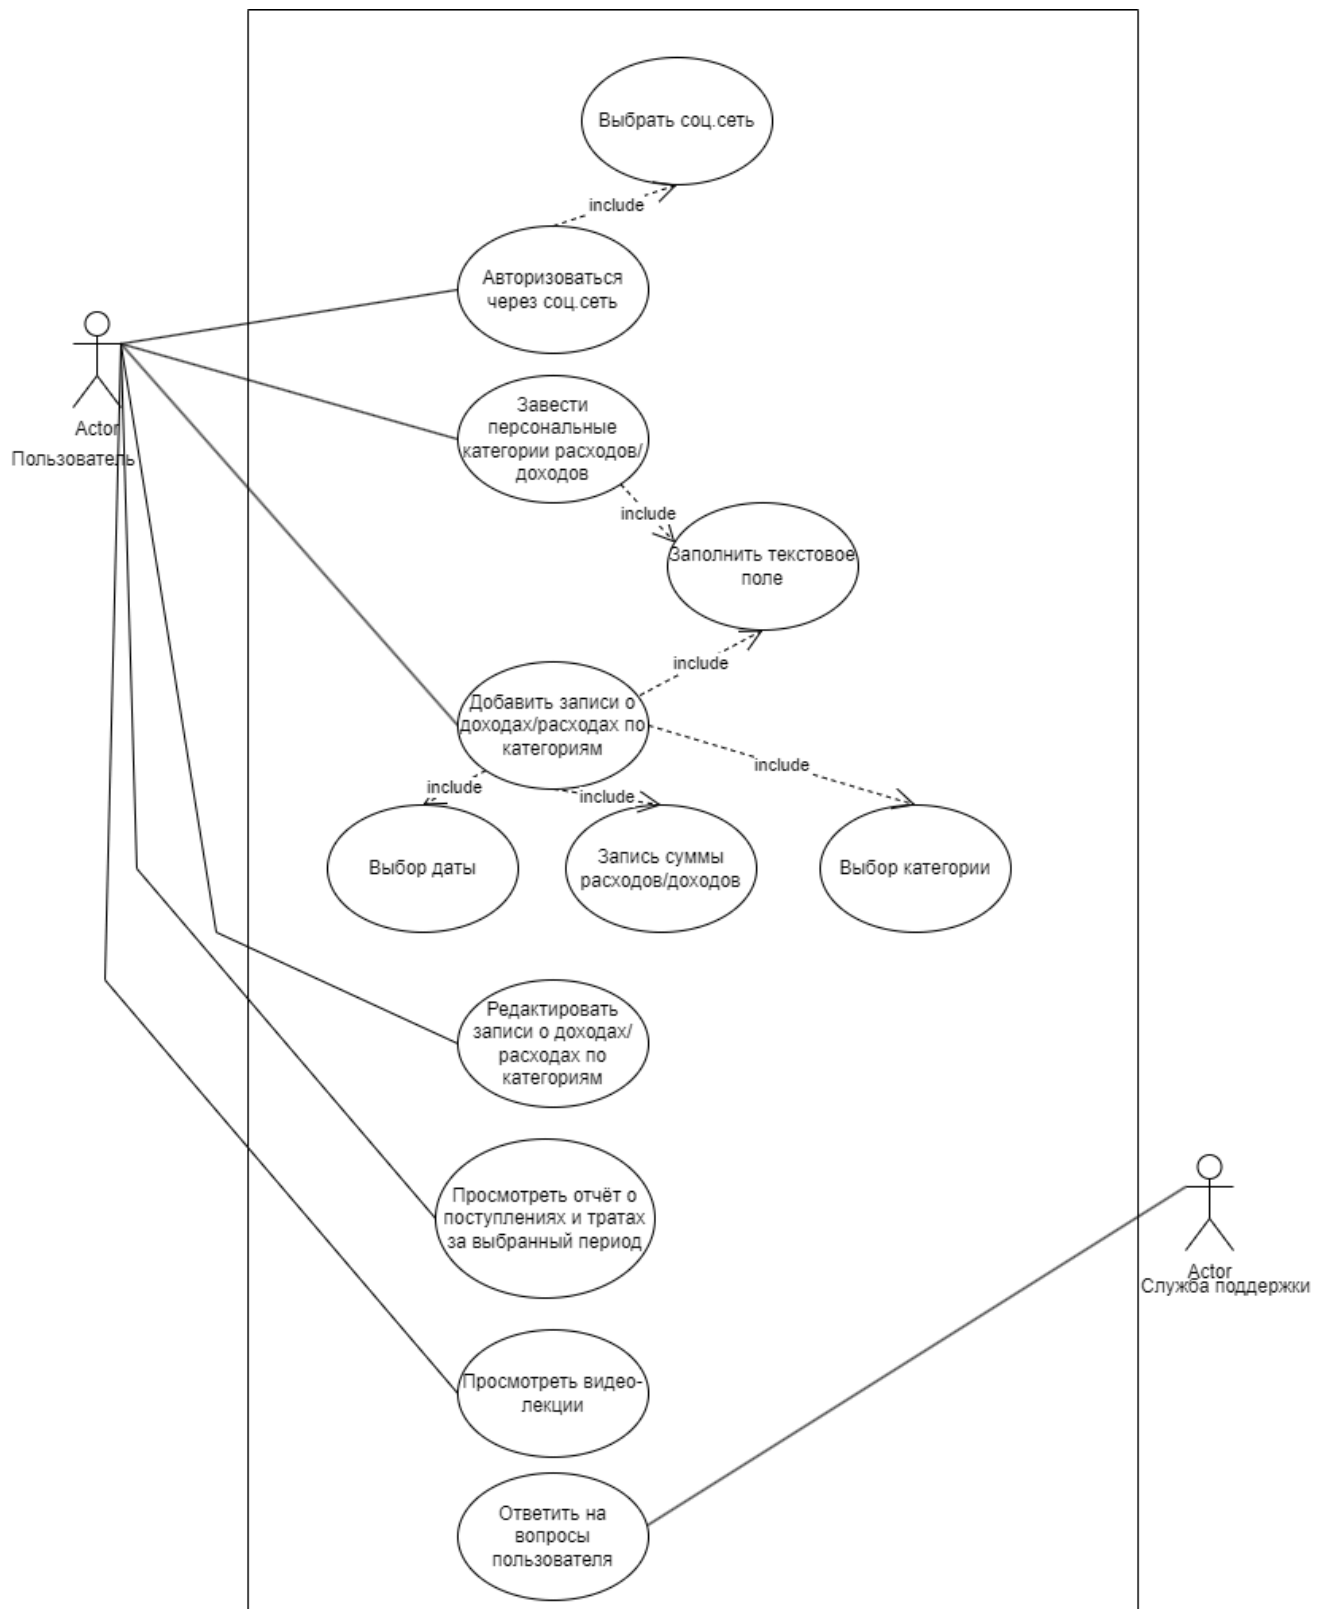 Выбрать соц.сеть
include
Авторизоваться
через соц.сеть
Actor
Пользователь
Завести
персональные
категории расходов/
доходов
include
Заполнить текстовое
поле
include
Добавить записи о
доходах/расходах по
категориям
include
include
include
Выбор даты
Запись суммы
расходов/доходов
Выбор категории
Редактировать
записи о доходах/
расходах по
категориям
Просмотреть отчёт о
поступлениях и тратах
за выбранный период
Actor
Служба поддержки
Просмотреть видео-
лекции
Ответить на
вопросы
пользователя